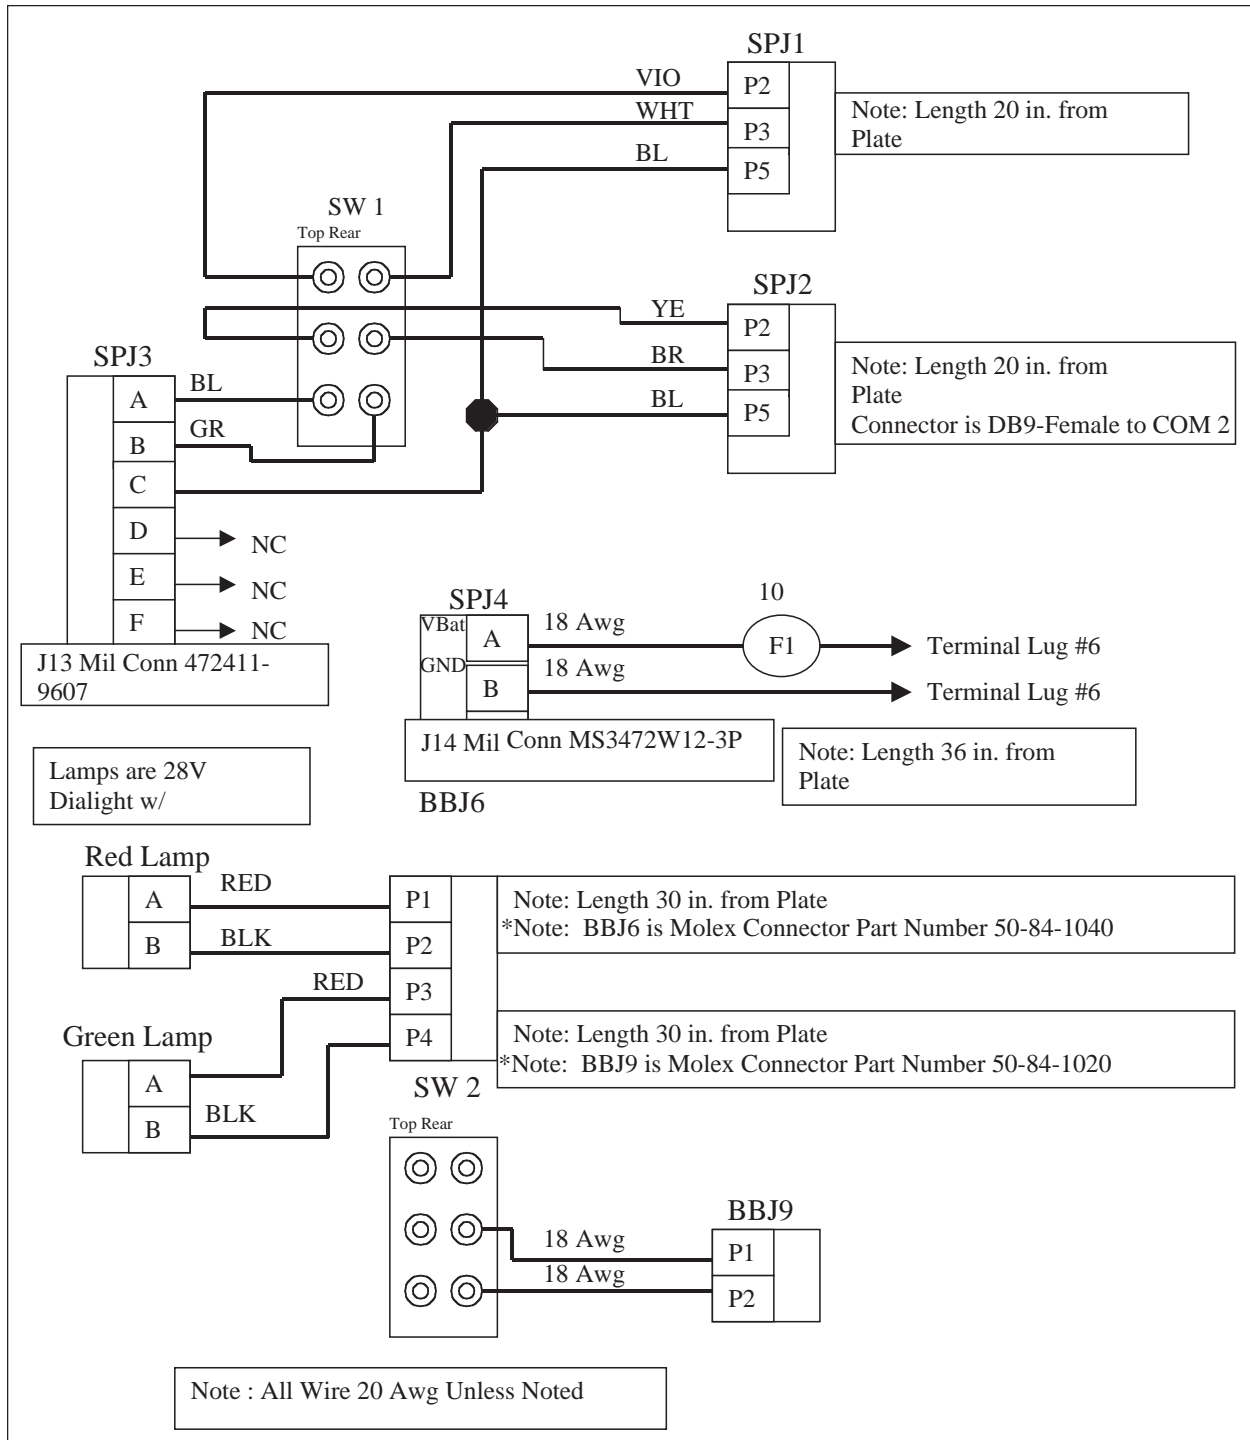 SPJ1
VIO
P2
WHT
P3
BL
P5
Note: Length 20 in. from
Plate
SW 1
Top Rear
SPJ2
YE
P2
BR
P3
BL
P5
Note: Length 20 in. from
Plate
Connector is DB9-Female to COM 2
SPJ3
A
BL
B
GR
C
D
NC
E
NC
F
NC
J13 Mil Conn 472411-
9607
SPJ4
VBat
A
18 Awg
10
F1
Terminal Lug #6
GND
B
18 Awg
Terminal Lug #6
J14 Mil Conn MS3472W12-3P
Note: Length 36 in. from
Plate
Lamps are 28V
Dialight w/
BBJ6
Red Lamp
A
RED
P1
B
BLK
P2
RED
P3
P4
Note: Length 30 in. from Plate
*Note: BBJ6 is Molex Connector Part Number 50-84-1040
Green Lamp
A
B
BLK
Note: Length 30 in. from Plate
*Note: BBJ9 is Molex Connector Part Number 50-84-1020
SW 2
Top Rear
BBJ9
18 Awg
P1
18 Awg
P2
Note : All Wire 20 Awg Unless Noted